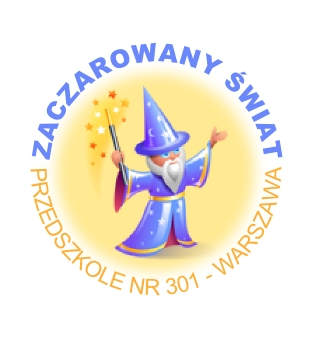 ZACZAROWANY ŚWIAT
PRZEDSZKOLE NR 301 - WARSZAWA